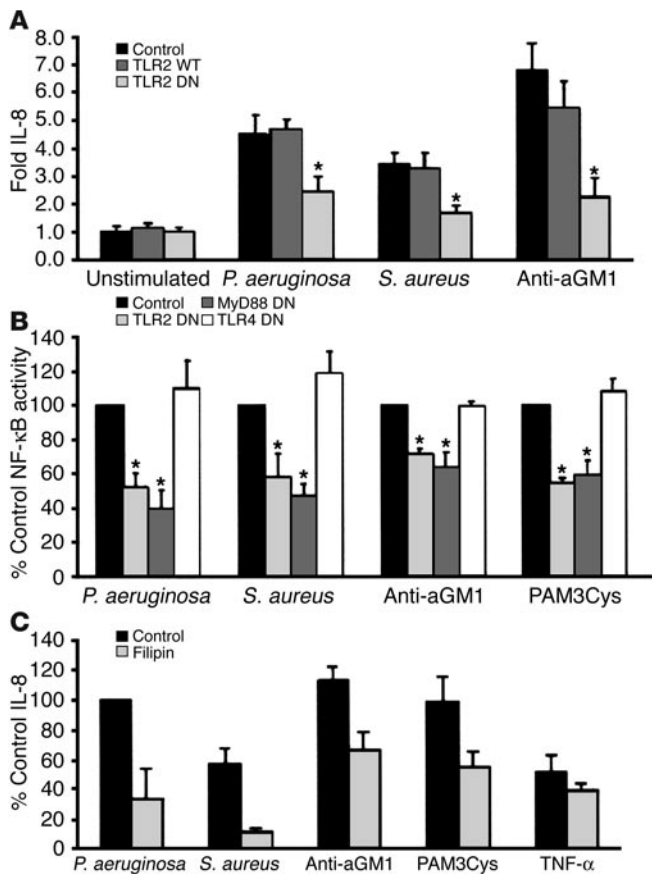 A
Fold IL-8
8.0
7.0
6.0
5.0
4.0
3.0
2.0
1.0
0.0
Control
TLR2 WT
TLR2 DN
*
*
*
Unstimulated P. aeruginosa S. aureus Anti-aGM1
B
Control MyD88 DN
TLR2 DN TLR4 DN
% Control NF-κB activity
140
120
100
80
60
40
20
0
* *
* *
* *
* *
P. aeruginosa S. aureus Anti-aGM1 PAM3Cys
C
Control
Filipin
% Control IL-8
140
120
100
80
60
40
20
0
P. aeruginosa S. aureus Anti-aGM1 PAM3Cys TNF-α